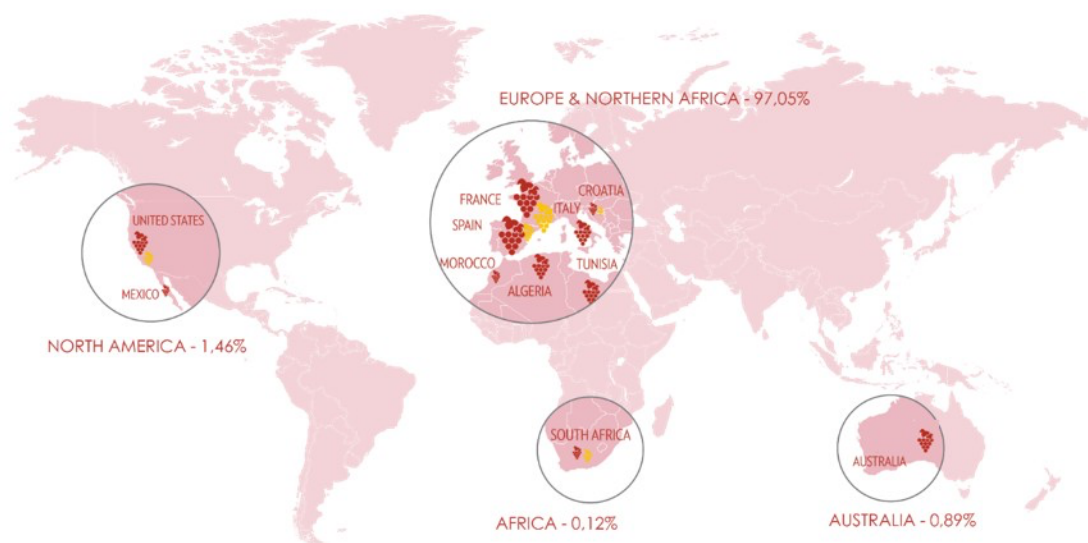 EUROPE & NORTHERN AFRICA - 97,05%
FRANCE
CROATIA
ITALY
SPAIN
MOROCCO
TUNISIA
ALGERIA
UNITED STATES
MEXICO
NORTH AMERICA - 1,46%
SOUTH AFRICA
AFRICA - 0,12%
AUSTRALIA
AUSTRALIA - 0,89%